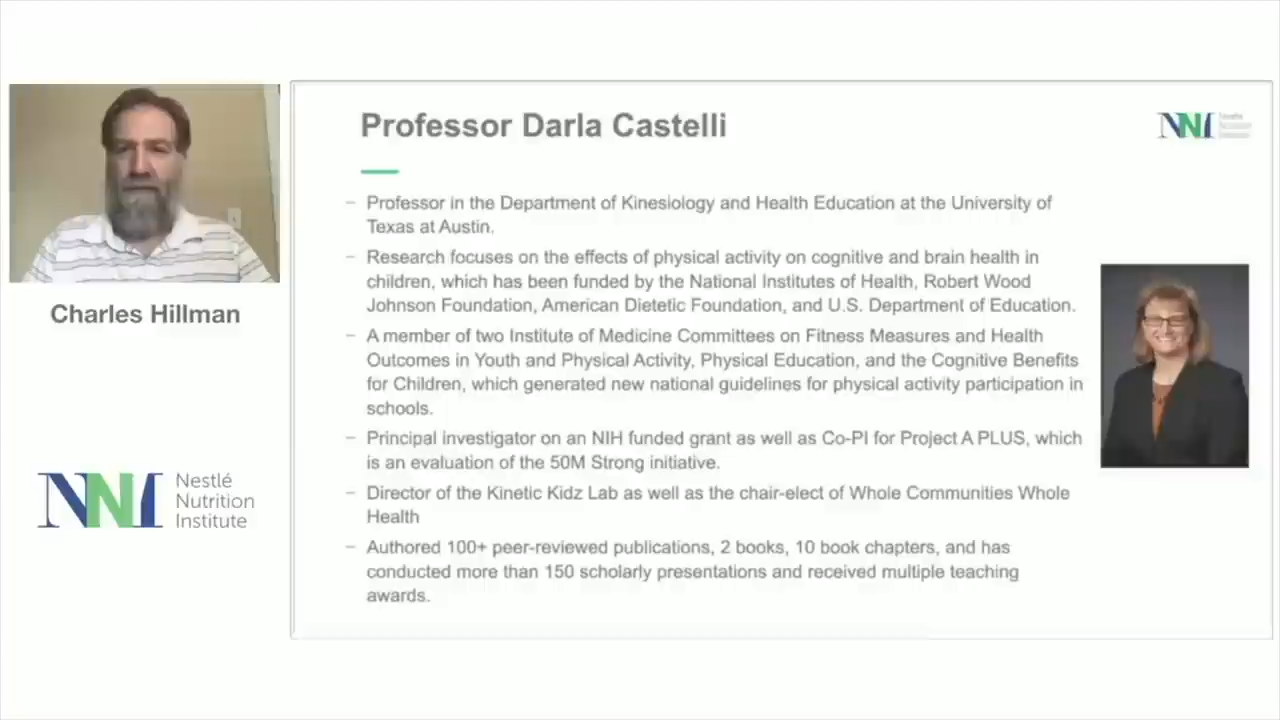 Professor Darla Castelli
NNI
– Professor in the Department of Kinesiology and Health Education at the University of
Texas at Austin.
– Research focuses on the effects of physical activity on cognitive and brain health in
children, which has been funded by the National Institutes of Health, Robert Wood
Johnson Foundation, American Dietetic Foundation, and U.S. Department of Education.
– A member of two Institute of Medicine Committees on Fitness Measures and Health
Outcomes in Youth and Physical Activity, Physical Education, and the Cognitive Benefits
for Children, which generated new national guidelines for physical activity participation in
schools.
– Principal investigator on an NIH funded grant as well as Co-PI for Project A PLUS, which
is an evaluation of the 50M Strong initiative.
– Director of the Kinetic Kidz Lab as well as the chair-elect of Whole Communities Whole
Health
– Authored 100+ peer-reviewed publications, 2 books, 10 book chapters, and has
conducted more than 150 scholarly presentations and received multiple teaching
awards.
Charles Hillman
NNI
Nestlé
Nutrition
Institute